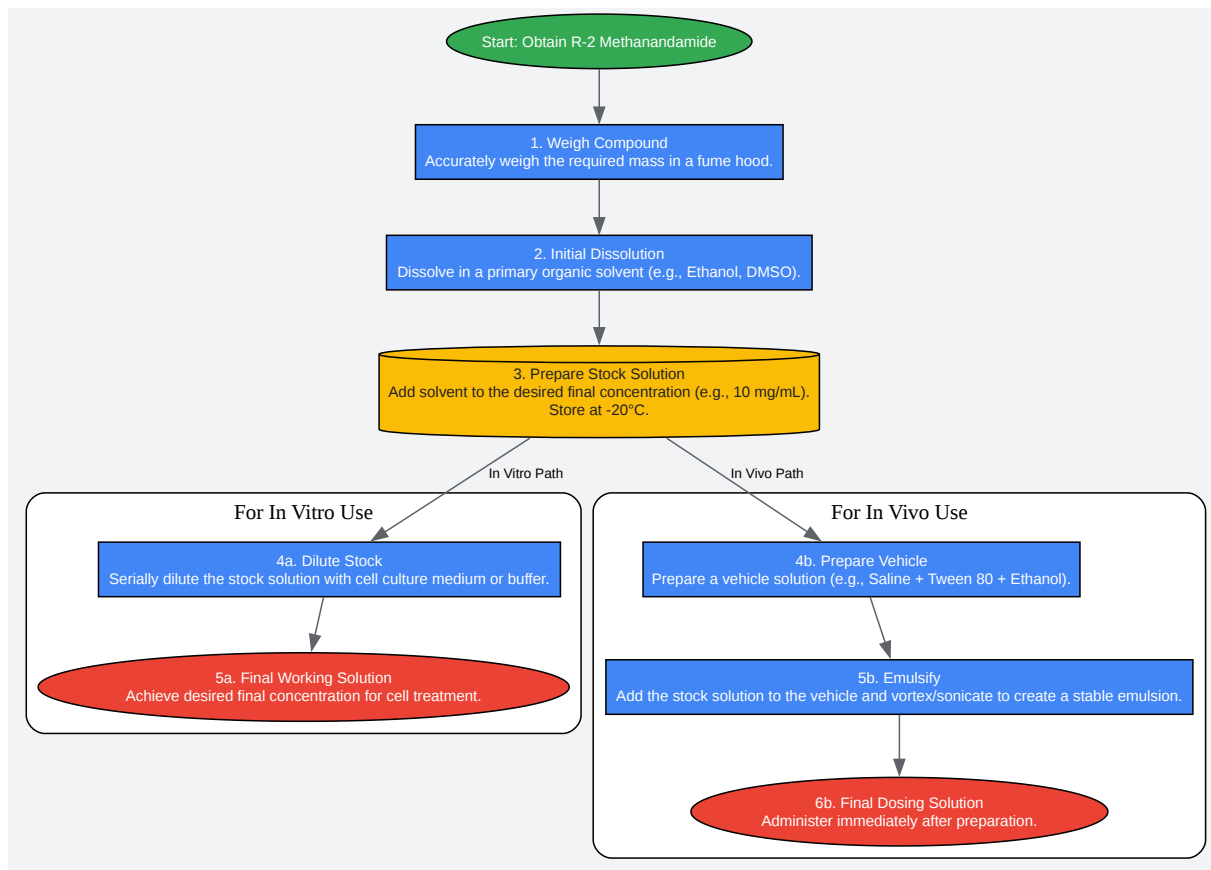 Start: Obtain R-2 Methanandamide
1. Weigh Compound
Accurately weigh the required mass in a fume hood.
2. Initial Dissolution
Dissolve in a primary organic solvent (e.g., Ethanol, DMSO).
3. Prepare Stock Solution
Add solvent to the desired final concentration (e.g., 10 mg/mL).
Store at -20°C.
In Vitro Path
In Vivo Path
For In Vitro Use
4a. Dilute Stock
Serially dilute the stock solution with cell culture medium or buffer.
5a. Final Working Solution
Achieve desired final concentration for cell treatment.
For In Vivo Use
4b. Prepare Vehicle
Prepare a vehicle solution (e.g., Saline + Tween 80 + Ethanol).
5b. Emulsify
Add the stock solution to the vehicle and vortex/sonicate to create a stable emulsion.
6b. Final Dosing Solution
Administer immediately after preparation.